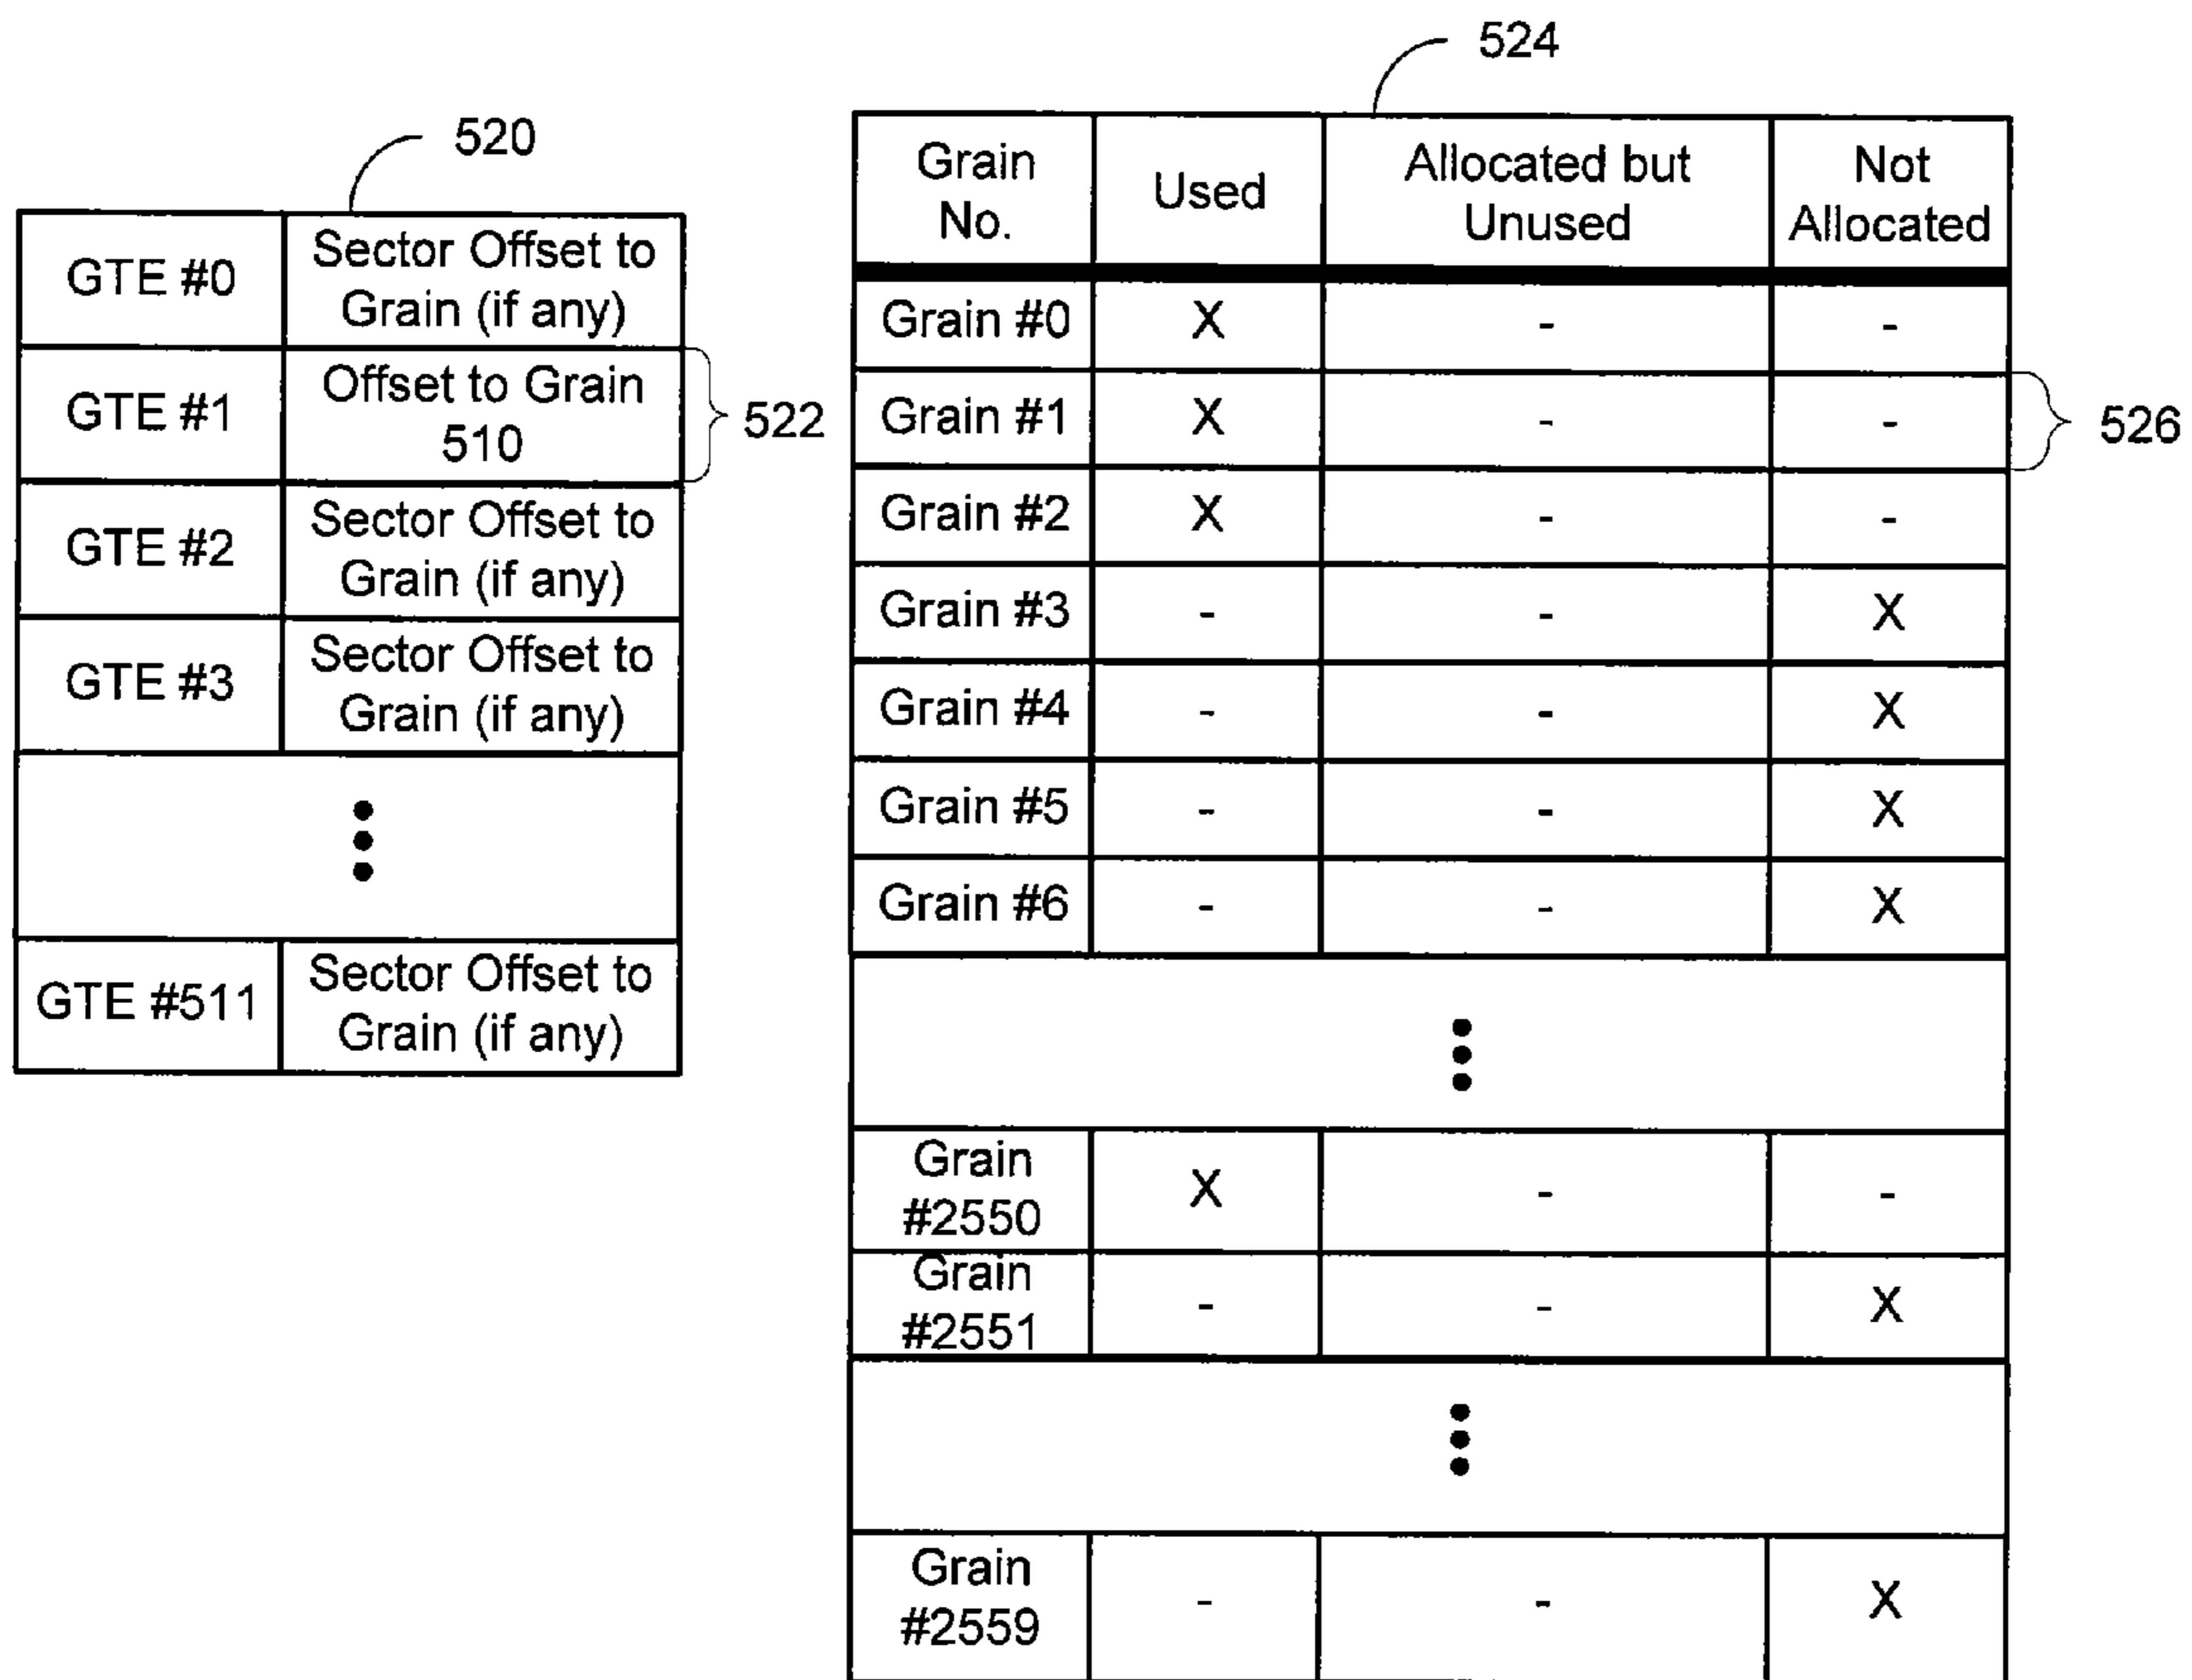 524
520
GTE #0 Sector Offset to
Grain (if any)
GTE #1 Offset to Grain
510
522
GTE #2 Sector Offset to
Grain (if any)
GTE #3 Sector Offset to
Grain (if any)
GTE #511 Sector Offset to
Grain (if any)
Grain
No.
Used
Allocated but
Unused
Not
Allocated
Grain #0 X - -
Grain #1 X - -
526
Grain #2 X - -
Grain #3 - - X
Grain #4 - - X
Grain #5 - - X
Grain #6 - - X
Grain
#2550
X - -
Grain
#2551
- - X
Grain
#2559
- - X